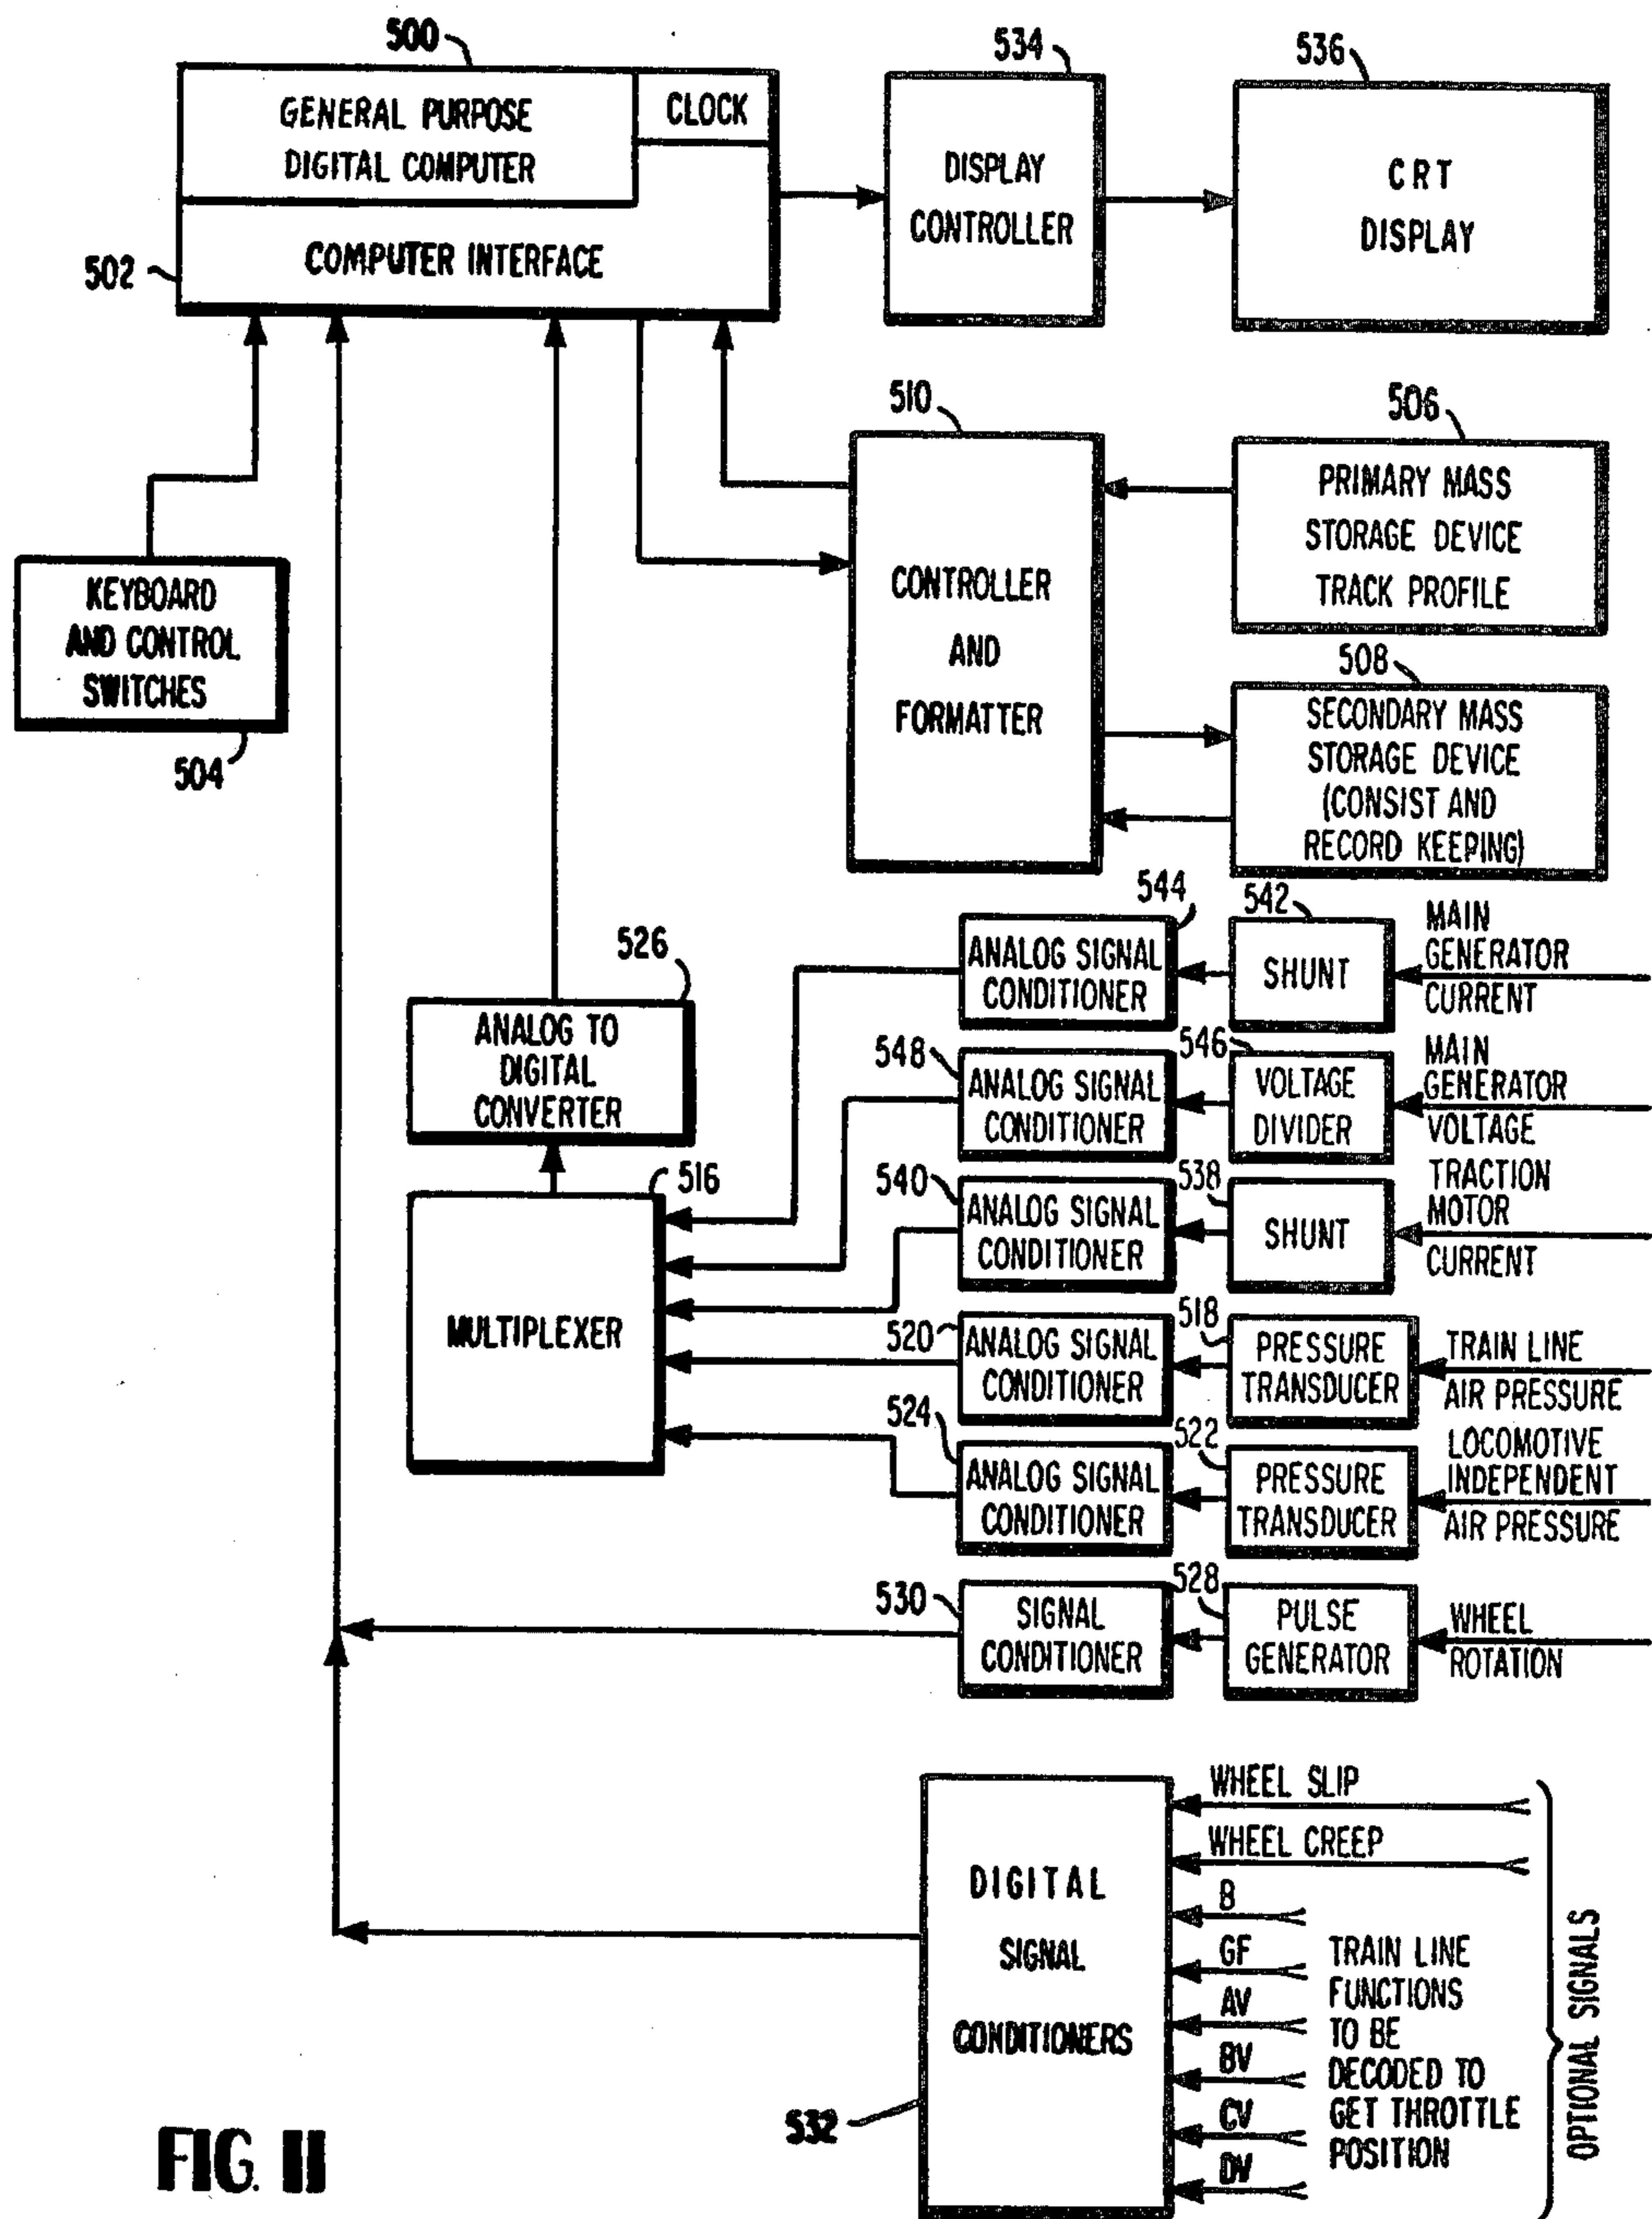 500
GENERAL PURPOSE
DIGITAL COMPUTER
CLOCK
COMPUTER INTERFACE
502
534
DISPLAY
CONTROLLER
536
CRT
DISPLAY
KEYBOARD
AND CONTROL
SWITCHES
504
510
CONTROLLER
AND
FORMATTER
506
PRIMARY MASS
STORAGE DEVICE
TRACK PROFILE
508
SECONDARY MASS
STORAGE DEVICE
(CONSIST AND
RECORD KEEPING)
526
ANALOG TO
DIGITAL
CONVERTER
516
MULTIPLEXER
544
ANALOG SIGNAL
CONDITIONER
542
SHUNT
MAIN
GENERATOR
CURRENT
548
ANALOG SIGNAL
CONDITIONER
546
VOLTAGE
DIVIDER
MAIN
GENERATOR
VOLTAGE
540
ANALOG SIGNAL
CONDITIONER
538
SHUNT
TRACTION
MOTOR
CURRENT
520
ANALOG SIGNAL
CONDITIONER
518
PRESSURE
TRANSDUCER
TRAIN LINE
AIR PRESSURE
524
ANALOG SIGNAL
CONDITIONER
522
PRESSURE
TRANSDUCER
LOCOMOTIVE
INDEPENDENT
AIR PRESSURE
530
SIGNAL
CONDITIONER
528
PULSE
GENERATOR
WHEEL
ROTATION
DIGITAL
SIGNAL
CONDITIONERS
532
WHEEL SLIP
WHEEL CREEP
B
GF
AV
BV
CV
DV
TRAIN LINE
FUNCTIONS
TO BE
DECODED TO
GET THROTTLE
POSITION
OPTIONAL SIGNALS
FIG. 11